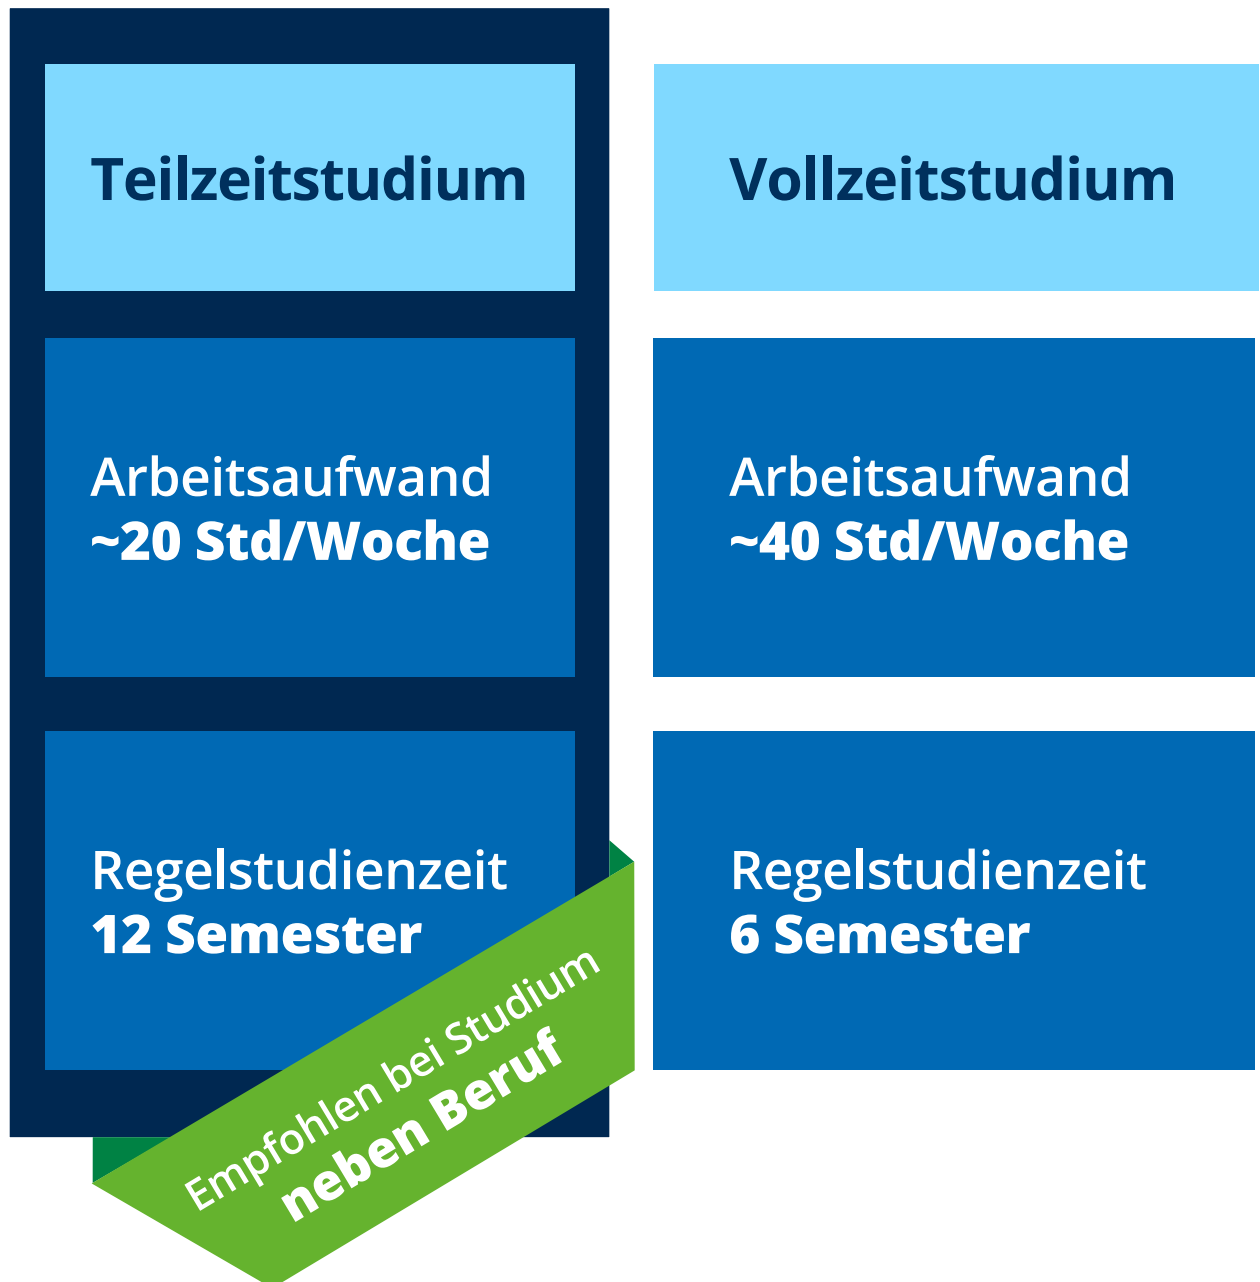 Teilzeitstudium
Arbeitsaufwand
~20 Std/Woche
Regelstudienzeit
12 Semester
Empfohlen bei Studium
neben Beruf
Vollzeitstudium
Arbeitsaufwand
~40 Std/Woche
Regelstudienzeit
6 Semester